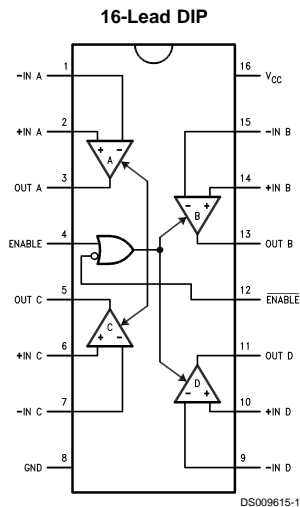 16-Lead DIP
−IN A 1
16 VCC
+IN A 2
15 −IN B
+ − A
14 +IN B
OUT A 3
B − +
ENABLE 4
13 OUT B
OUT C 5
12 ENABLE
C + −
11 OUT D
+IN C 6
D − +
10 +IN D
−IN C 7
GND 8
9 −IN D
DS009615-1